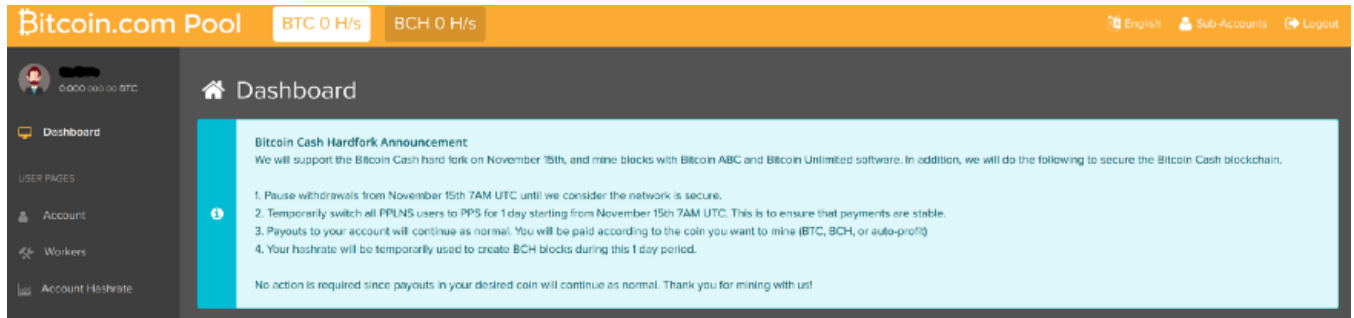 Bitcoin.com Pool
BTC 0 H/s
BCH 0 H/s
English
Sub-Accounts
Logout
0.000 000 00 BTC
Dashboard
USER PAGES
Account
Workers
Account Hashrate
Dashboard
Bitcoin Cash Hardfork Announcement
We will support the Bitcoin Cash hard fork on November 15th, and mine blocks with Bitcoin ABC and Bitcoin Unlimited software. In addition, we will do the following to secure the Bitcoin Cash blockchain.
1. Pause withdrawals from November 15th 7AM UTC until we consider the network is secure.
2. Temporarily switch all PPLNS users to PPS for 1 day starting from November 15th 7AM UTC. This is to ensure that payments are stable.
3. Payouts to your account will continue as normal. You will be paid according to the coin you want to mine (BTC, BCH, or auto-profit)
4. Your hashrate will be temporarily used to create BCH blocks during this 1 day period.
No action is required since payouts in your desired coin will continue as normal. Thank you for mining with us!